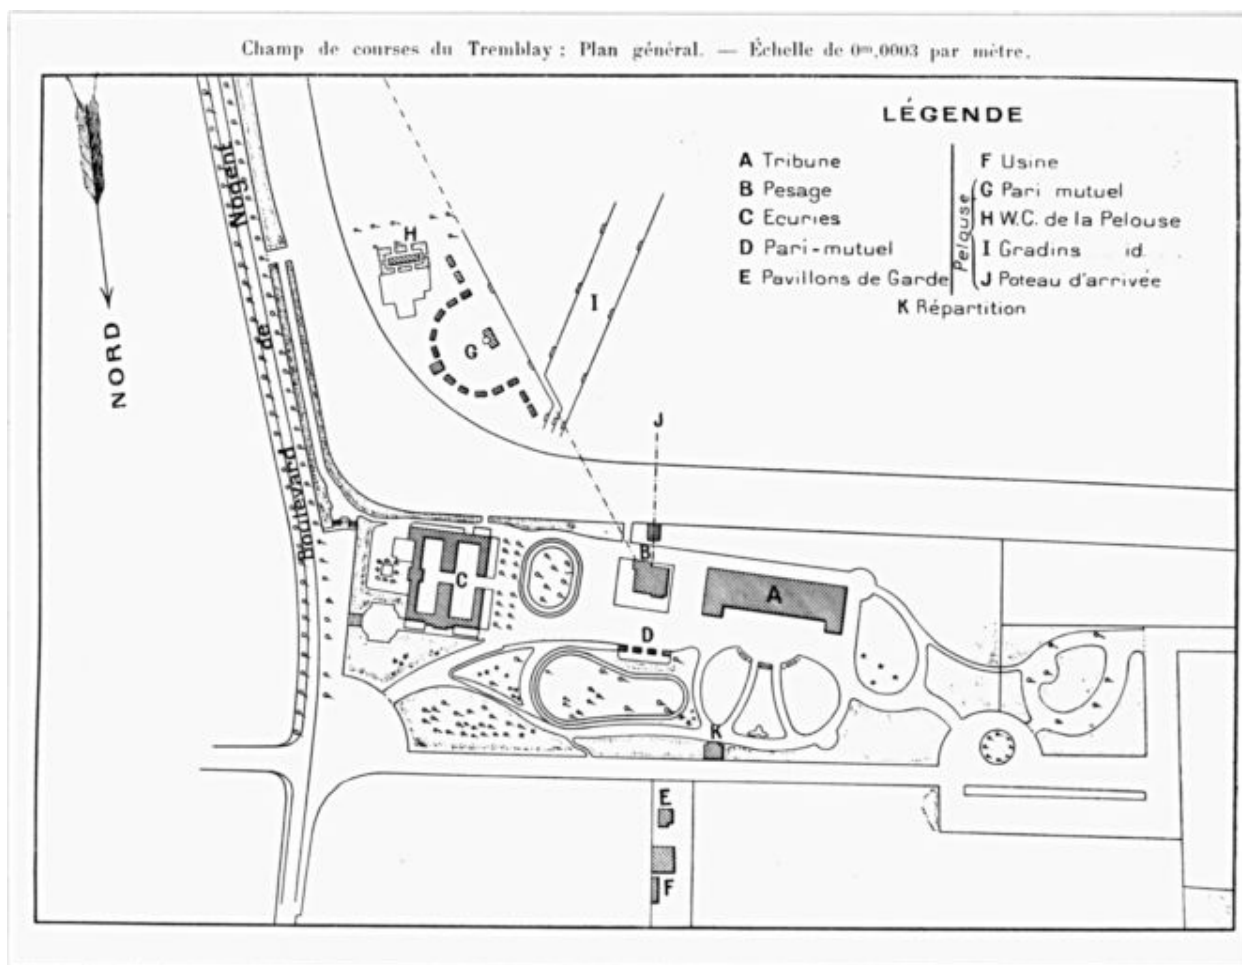 Champ de courses du Tremblay : Plan général. — Échelle de 0ᵐ,0003 par mètre.
LÉGENDE
A Tribune
B Pesage
C Ecuries
D Pari-mutuel
E Pavillons de Garde
Pelouse
F Usine
G Pari mutuel
H W.C. de la Pelouse
I Gradins id.
J Poteau d'arrivée
K Répartition
NORD
Boulevard de Nogent
H
G
I
J
B
C
A
D
K
E
F